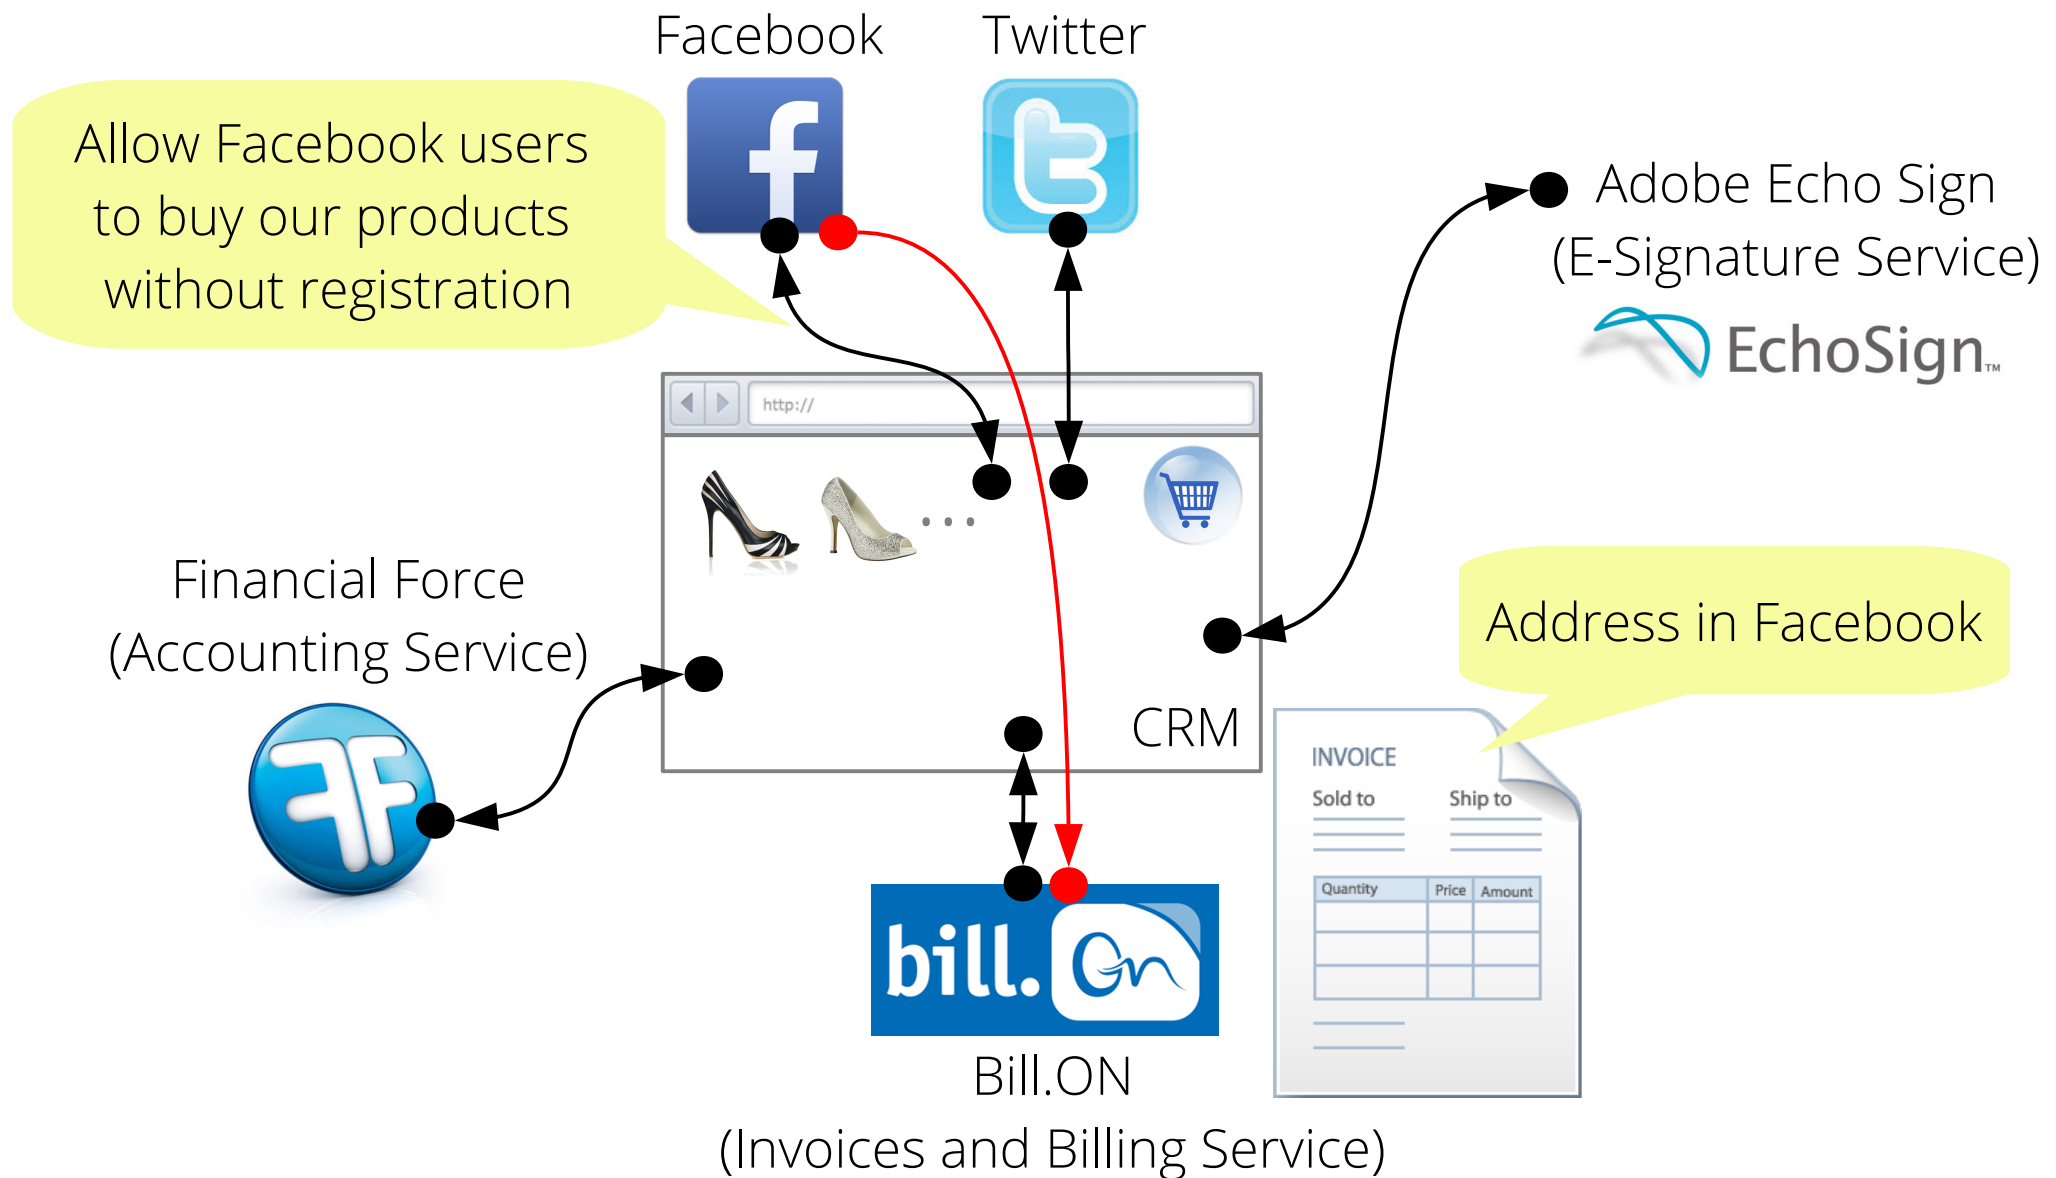 Facebook
Twitter
Allow Facebook users
to buy our products
without registration
Adobe Echo Sign
(E-Signature Service)
EchoSign™
http://
...
Financial Force
(Accounting Service)
Address in Facebook
CRM
INVOICE
Sold to
Ship to
Quantity
Price
Amount
bill.On
Bill.ON
(Invoices and Billing Service)